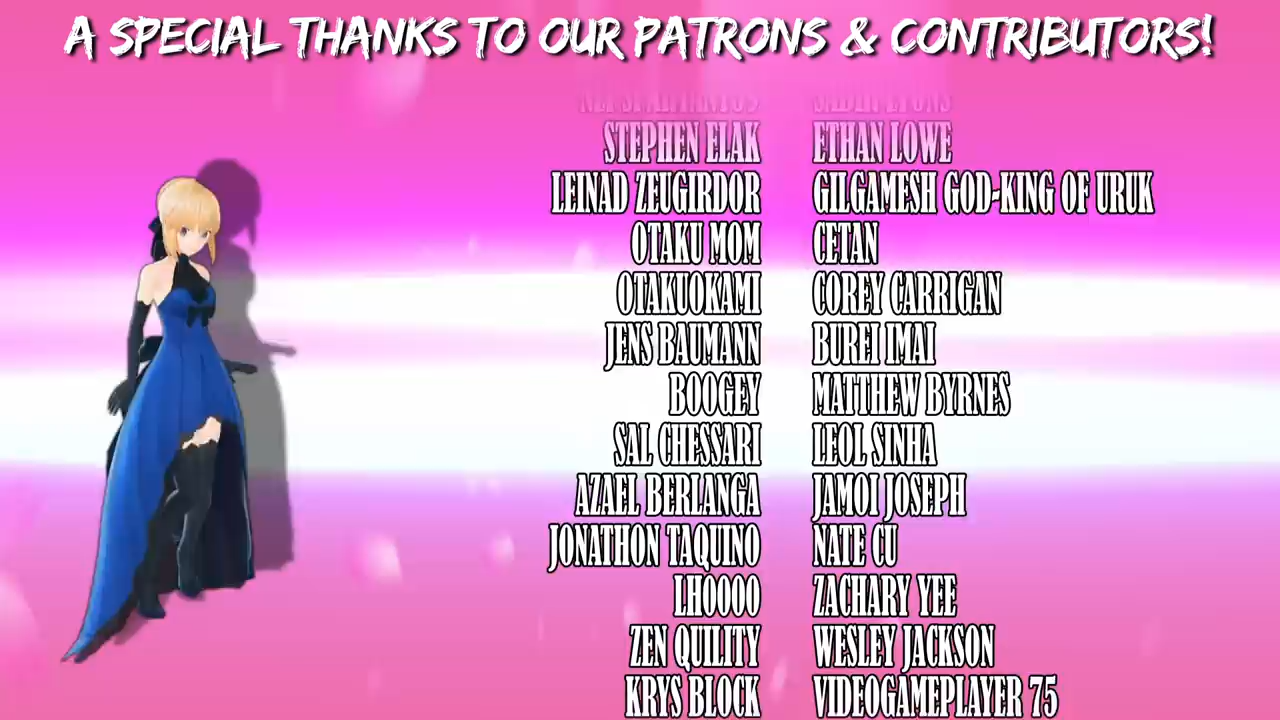 A SPECIAL THANKS TO OUR PATRONS & CONTRIBUTORS!
STEPHEN ELAK ETHAN LOWE
LEINAD ZEUGIRDOR GILGAMESH GOD-KING OF URUK
OTAKU MOM CETAN
OTAKUOKAMI COREY CARRIGAN
JENS BAUMANN BUREI IMAI
BOOGEY MATTHEW BYRNES
SAL CHESSARI LEOL SINHA
AZAEL BERLANGA JAMOI JOSEPH
JONATHON TAQUINO NATE CU
LHOOOO ZACHARY YEE
ZEN QUILITY WESLEY JACKSON
KRYS BLOCK VIDEOGAMEPLAYER 75